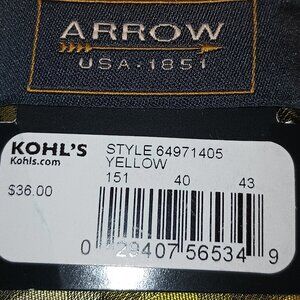 ARROW
USA·1851
KOHL'S
Kohls.com
STYLE 64971405
YELLOW
151 40 43
$36.00
0 29407 56534 9